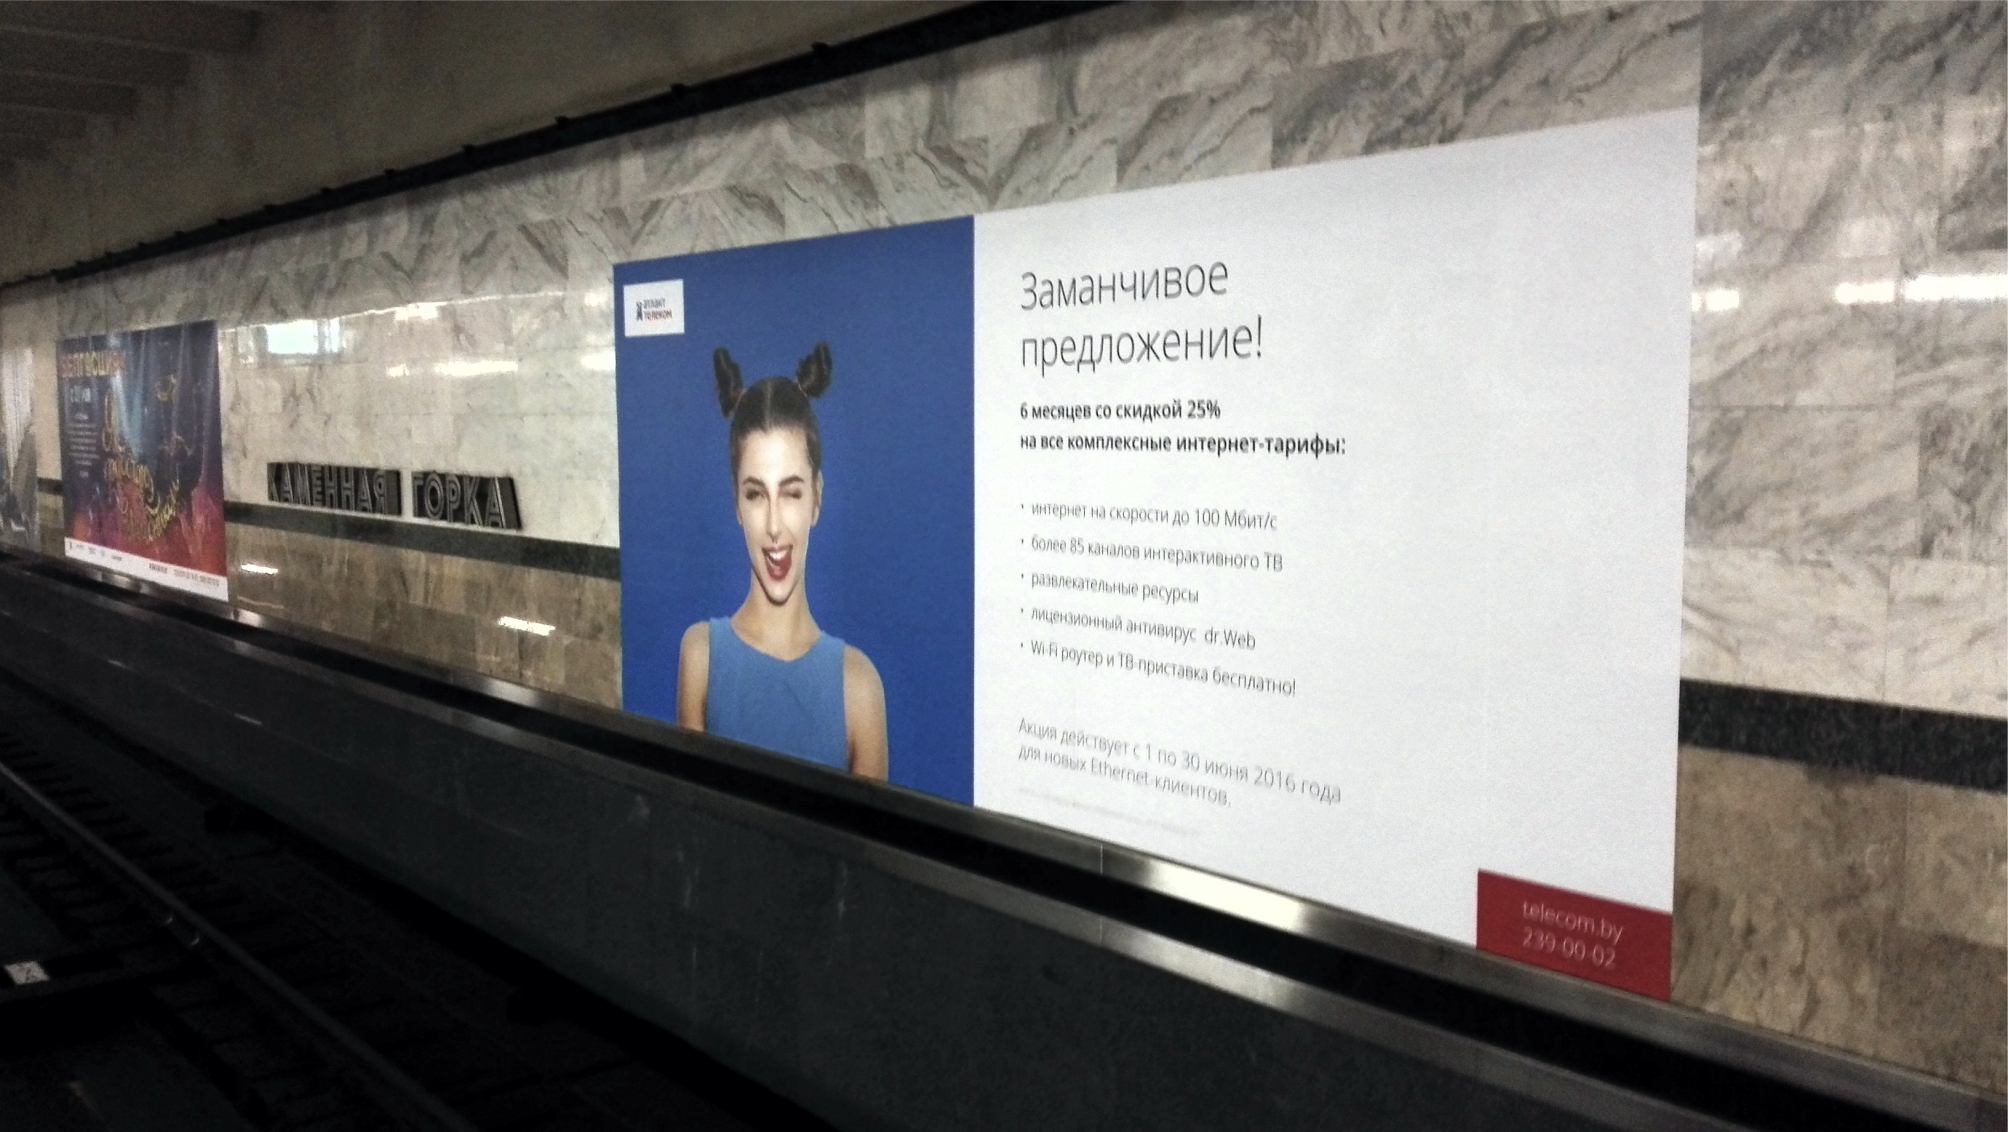 БЕЛГОСЦИРК
КАМЕННАЯ ГОРКА
атлант
телеком
Заманчивое
предложение!
6 месяцев со скидкой 25%
на все комплексные интернет-тарифы:
· интернет на скорости до 100 Мбит/с
· более 85 каналов интерактивного ТВ
· развлекательные ресурсы
· лицензионный антивирус dr.Web
· Wi-Fi роутер и ТВ-приставка бесплатно!
Акция действует с 1 по 30 июня 2016 года
для новых Ethernet-клиентов.
telecom.by
239-00-02